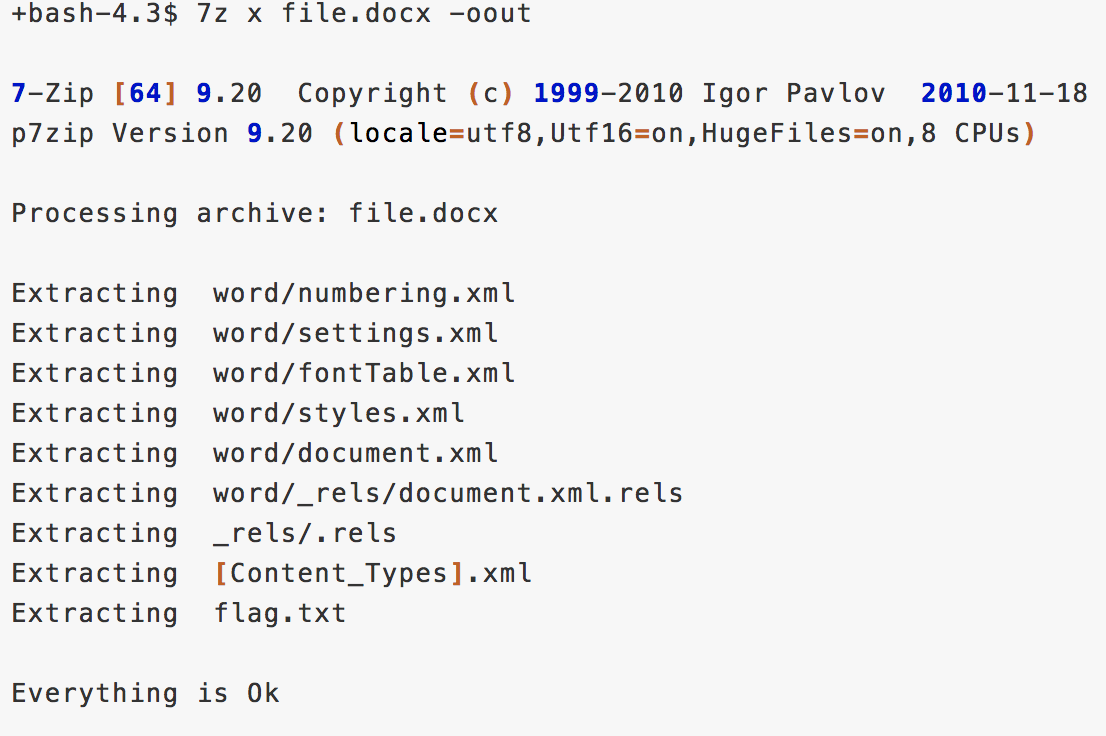 +bash-4.3$ 7z x file.docx -oout
7-Zip [64] 9.20  Copyright (c) 1999-2010 Igor Pavlov  2010-11-18
p7zip Version 9.20 (locale=utf8,Utf16=on,HugeFiles=on,8 CPUs)
Processing archive: file.docx
Extracting  word/numbering.xml
Extracting  word/settings.xml
Extracting  word/fontTable.xml
Extracting  word/styles.xml
Extracting  word/document.xml
Extracting  word/_rels/document.xml.rels
Extracting  _rels/.rels
Extracting  [Content_Types].xml
Extracting  flag.txt
Everything is Ok